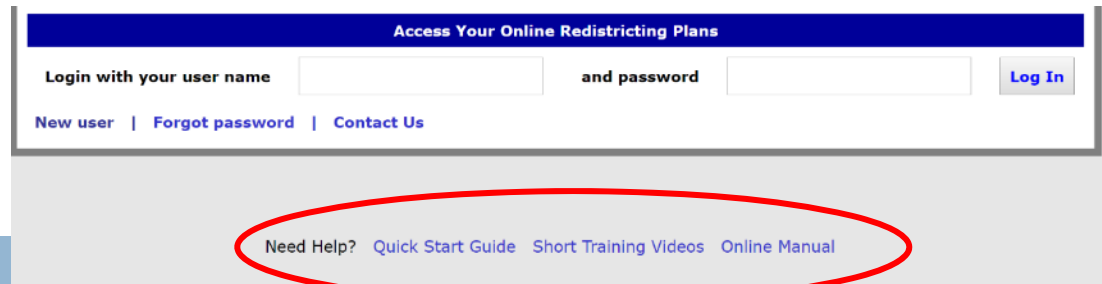 Access Your Online Redistricting Plans
Login with your user name and password Log In
New user | Forgot password | Contact Us
Need Help? Quick Start Guide Short Training Videos Online Manual